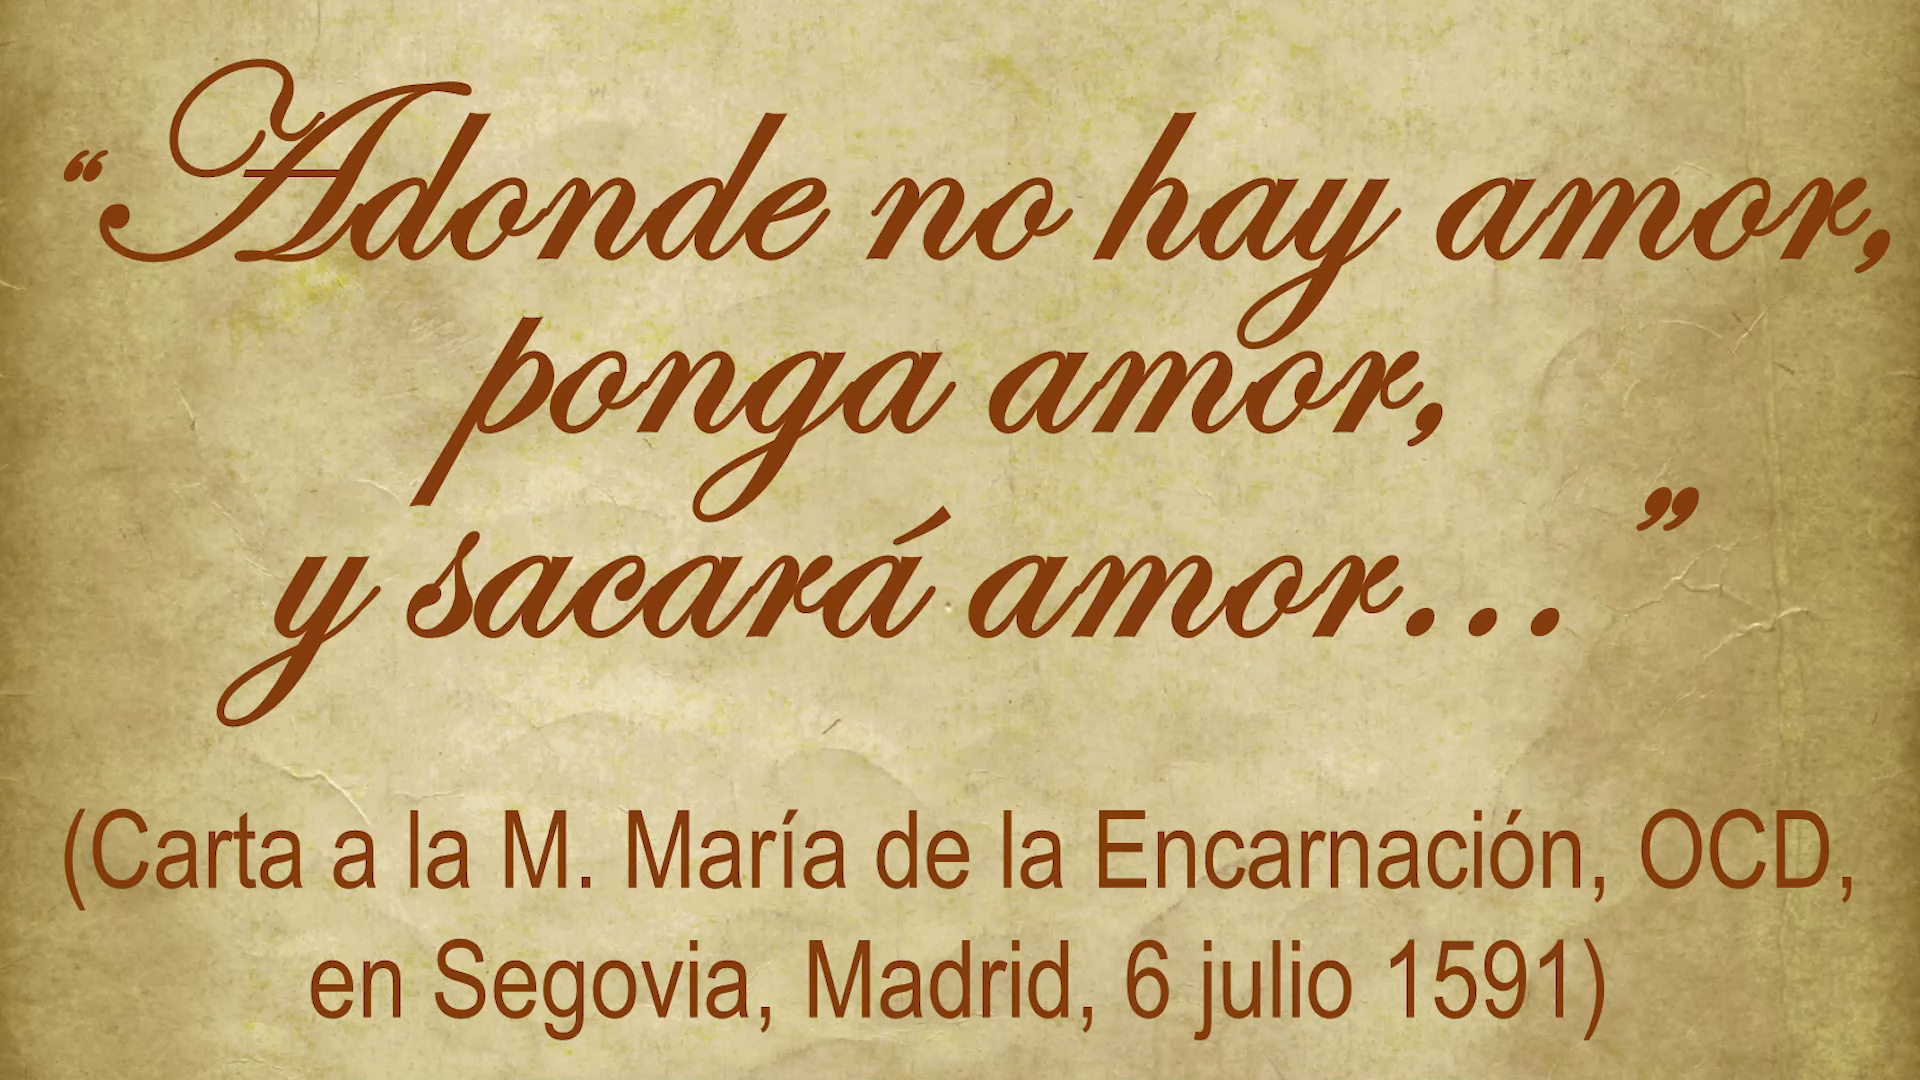 “Adonde no hay amor,
ponga amor,
y sacará amor...”
(Carta a la M. María de la Encarnación, OCD,
en Segovia, Madrid, 6 julio 1591)